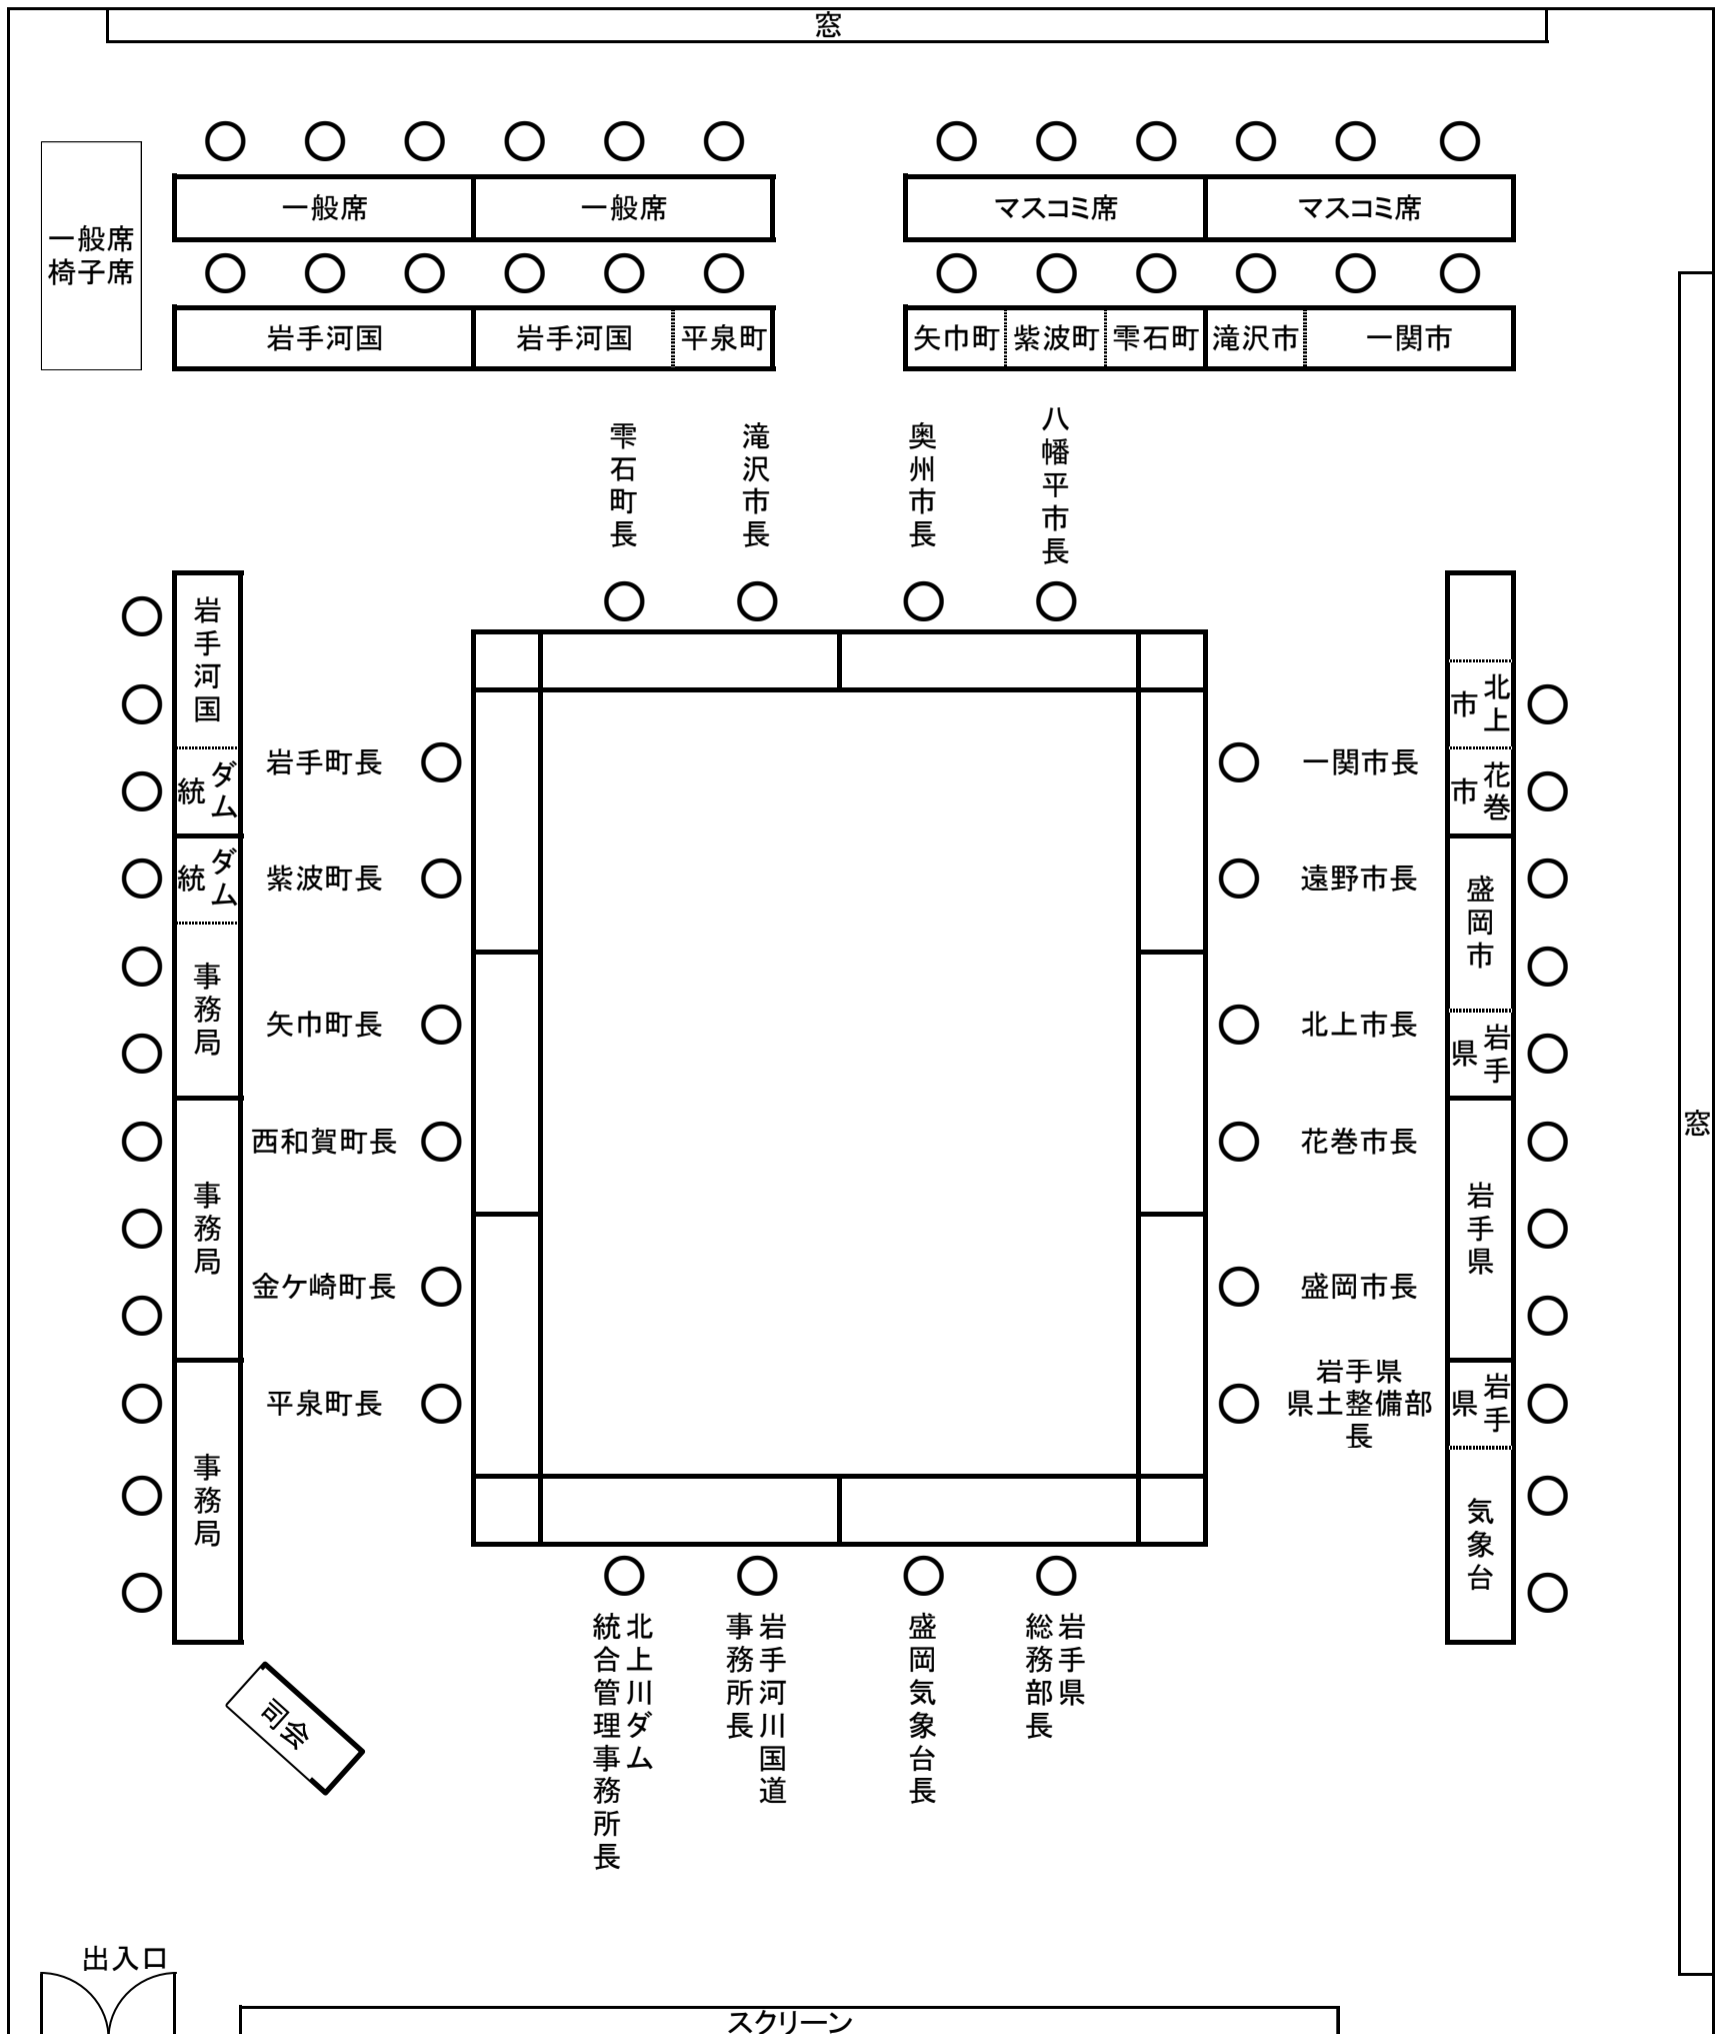 窓
一般席
一般席
マスコミ席
マスコミ席
一般席
椅子席
岩手河国
岩手河国
平泉町
矢巾町
紫波町
雫石町
滝沢市
一関市
雫石町長
滝沢市長
奥州市長
八幡平市長
岩手河国
ダム
統
ダム
統
事務局
事務局
事務局
岩手町長
紫波町長
矢巾町長
西和賀町長
金ケ崎町長
平泉町長
一関市長
遠野市長
北上市長
花巻市長
盛岡市長
岩手県
県土整備部
長
北上
市
花巻
市
盛岡市
岩手
県
岩手県
岩手
県
気象台
窓
北上川ダム
統合管理事務所長
岩手河川国道
事務所長
盛岡気象台長
岩手県
総務部長
司会
出入口
スクリーン